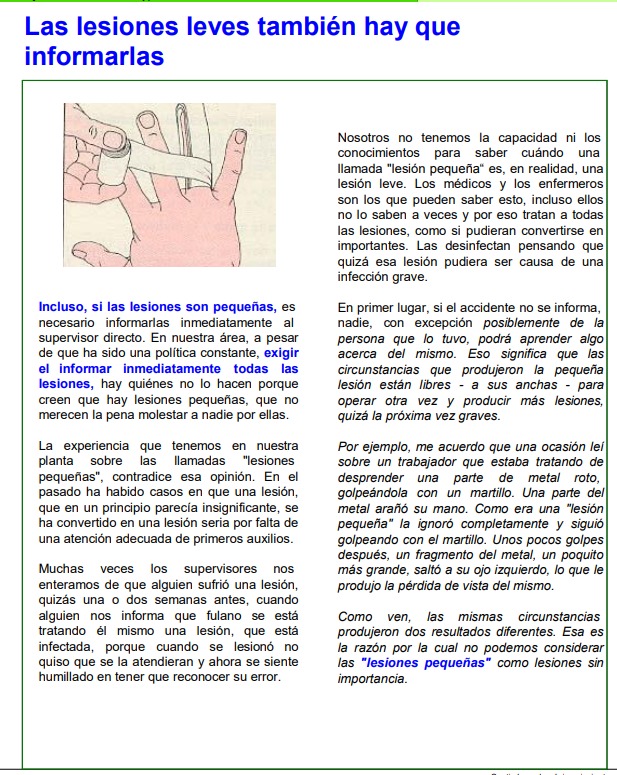 Las lesiones leves también hay que
informarlas
Incluso, si las lesiones son pequeñas, es
necesario informarlas inmediatamente al
supervisor directo. En nuestra área, a pesar
de que ha sido una política constante, exigir
el informar inmediatamente todas las
lesiones, hay quiénes no lo hacen porque
creen que hay lesiones pequeñas, que no
merecen la pena molestar a nadie por ellas.
La experiencia que tenemos en nuestra
planta sobre las llamadas "lesiones
pequeñas", contradice esa opinión. En el
pasado ha habido casos en que una lesión,
que en un principio parecía insignificante, se
ha convertido en una lesión seria por falta de
una atención adecuada de primeros auxilios.
Muchas veces los supervisores nos
enteramos de que alguien sufrió una lesión,
quizás una o dos semanas antes, cuando
alguien nos informa que fulano se está
tratando él mismo una lesión, que está
infectada, porque cuando se lesionó no
quiso que se la atendieran y ahora se siente
humillado en tener que reconocer su error.
Nosotros no tenemos la capacidad ni los
conocimientos para saber cuándo una
llamada "lesión pequeña“ es, en realidad, una
lesión leve. Los médicos y los enfermeros
son los que pueden saber esto, incluso ellos
no lo saben a veces y por eso tratan a todas
las lesiones, como si pudieran convertirse en
importantes. Las desinfectan pensando que
quizá esa lesión pudiera ser causa de una
infección grave.
En primer lugar, si el accidente no se informa,
nadie, con excepción posiblemente de la
persona que lo tuvo, podrá aprender algo
acerca del mismo. Eso significa que las
circunstancias que produjeron la pequeña
lesión están libres - a sus anchas - para
operar otra vez y producir más lesiones,
quizá la próxima vez graves.
Por ejemplo, me acuerdo que una ocasión leí
sobre un trabajador que estaba tratando de
desprender una parte de metal roto,
golpeándola con un martillo. Una parte del
metal arañó su mano. Como era una "lesión
pequeña" la ignoró completamente y siguió
golpeando con el martillo. Unos pocos golpes
después, un fragmento del metal, un poquito
más grande, saltó a su ojo izquierdo, lo que le
produjo la pérdida de vista del mismo.
Como ven, las mismas circunstancias
produjeron dos resultados diferentes. Esa es
la razón por la cual no podemos considerar
las "lesiones pequeñas" como lesiones sin
importancia.